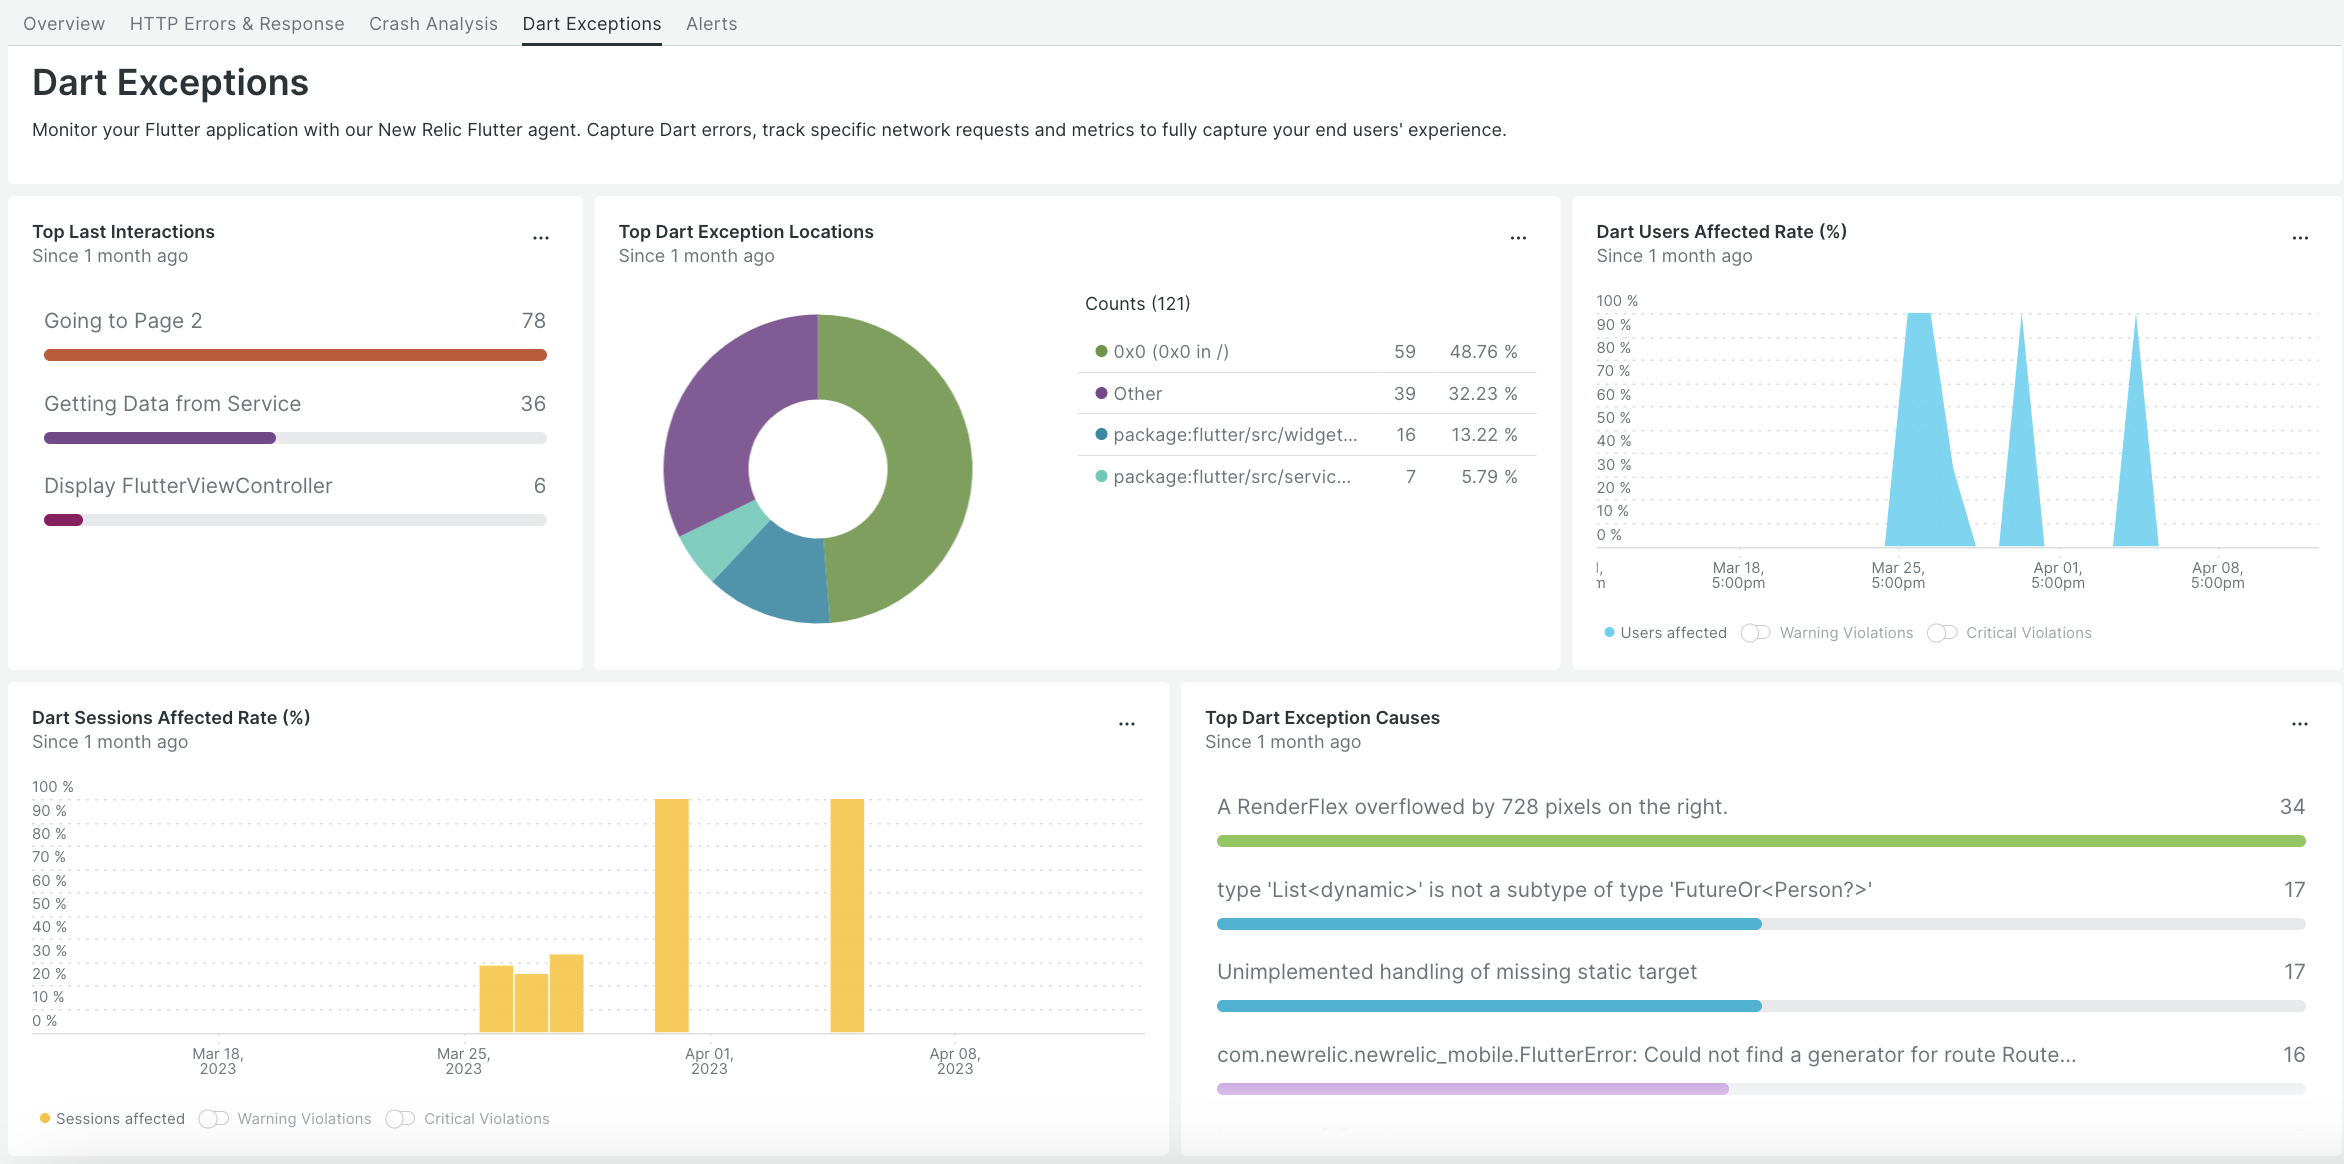 Overview HTTP Errors & Response Crash Analysis Dart Exceptions Alerts
Dart Exceptions
Monitor your Flutter application with our New Relic Flutter agent. Capture Dart errors, track specific network requests and metrics to fully capture your end users' experience.
Top Last Interactions
...
Since 1 month ago
Going to Page 2 78
Getting Data from Service 36
Display FlutterViewController 6
Top Dart Exception Locations
...
Since 1 month ago
Counts (121)
0x0 (0x0 in /) 59 48.76 %
Other 39 32.23 %
package:flutter/src/widget... 16 13.22 %
package:flutter/src/servic... 7 5.79 %
Dart Users Affected Rate (%)
...
Since 1 month ago
100 %
90 %
80 %
70 %
60 %
50 %
40 %
30 %
20 %
10 %
0 %
Mar 18, Mar 25, Apr 01, Apr 08,
5:00pm 5:00pm 5:00pm 5:00pm
Users affected Warning Violations Critical Violations
Dart Sessions Affected Rate (%)
...
Since 1 month ago
100 %
90 %
80 %
70 %
60 %
50 %
40 %
30 %
20 %
10 %
0 %
Mar 18, Mar 25, Apr 01, Apr 08,
2023 2023 2023 2023
Sessions affected Warning Violations Critical Violations
Top Dart Exception Causes
...
Since 1 month ago
A RenderFlex overflowed by 728 pixels on the right. 34
type 'List<dynamic>' is not a subtype of type 'FutureOr<Person?>' 17
Unimplemented handling of missing static target 17
com.newrelic.newrelic_mobile.FlutterError: Could not find a generator for route Route... 16